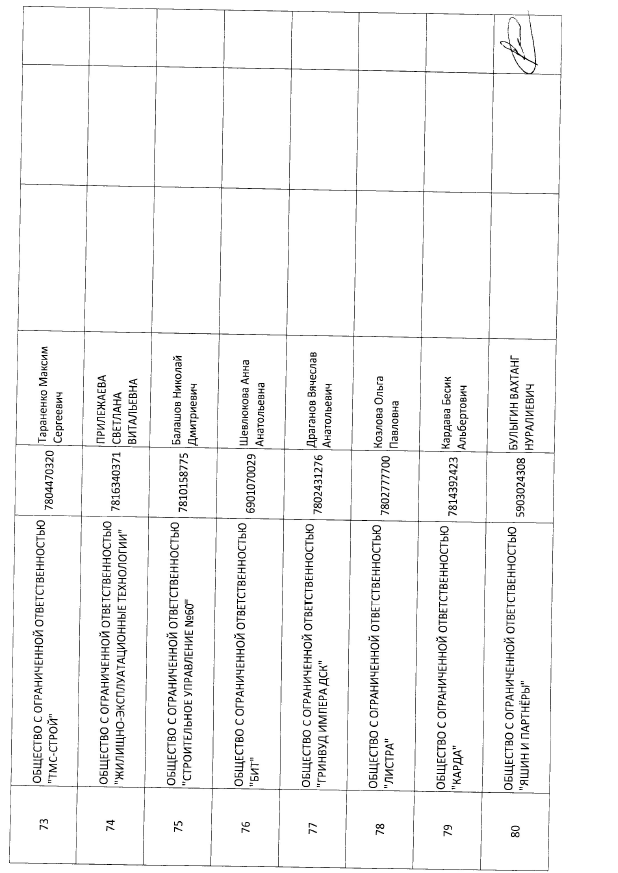 73
ОБЩЕСТВО С ОГРАНИЧЕННОЙ ОТВЕТСТВЕННОСТЬЮ
"ТМС-СТРОЙ"
7804470320
Тараненко Максим
Сергеевич
74
ОБЩЕСТВО С ОГРАНИЧЕННОЙ ОТВЕТСТВЕННОСТЬЮ
"ЖИЛИЩНО-ЭКСПЛУАТАЦИОННЫЕ ТЕХНОЛОГИИ"
7816340371
ПРИЛЕЖАЕВА
СВЕТЛАНА
ВИТАЛЬЕВНА
75
ОБЩЕСТВО С ОГРАНИЧЕННОЙ ОТВЕТСТВЕННОСТЬЮ
"СТРОИТЕЛЬНОЕ УПРАВЛЕНИЕ №60"
7810158775
Балашов Николай
Дмитриевич
76
ОБЩЕСТВО С ОГРАНИЧЕННОЙ ОТВЕТСТВЕННОСТЬЮ
"БИТ"
6901070029
Шевлюкова Анна
Анатольевна
77
ОБЩЕСТВО С ОГРАНИЧЕННОЙ ОТВЕТСТВЕННОСТЬЮ
"ГРИНВУД ИМПЕРА ДСК"
7802431276
Драганов Вячеслав
Анатольевич
78
ОБЩЕСТВО С ОГРАНИЧЕННОЙ ОТВЕТСТВЕННОСТЬЮ
"ЛИСТРА"
7802777700
Козлова Ольга
Павловна
79
ОБЩЕСТВО С ОГРАНИЧЕННОЙ ОТВЕТСТВЕННОСТЬЮ
"КАРДА"
7814392423
Кардава Бесик
Альбертович
80
ОБЩЕСТВО С ОГРАНИЧЕННОЙ ОТВЕТСТВЕННОСТЬЮ
"ЯШИН И ПАРТНЁРЫ"
5903024308
БУЛЫГИН ВАХТАНГ
НУРАЛИЕВИЧ